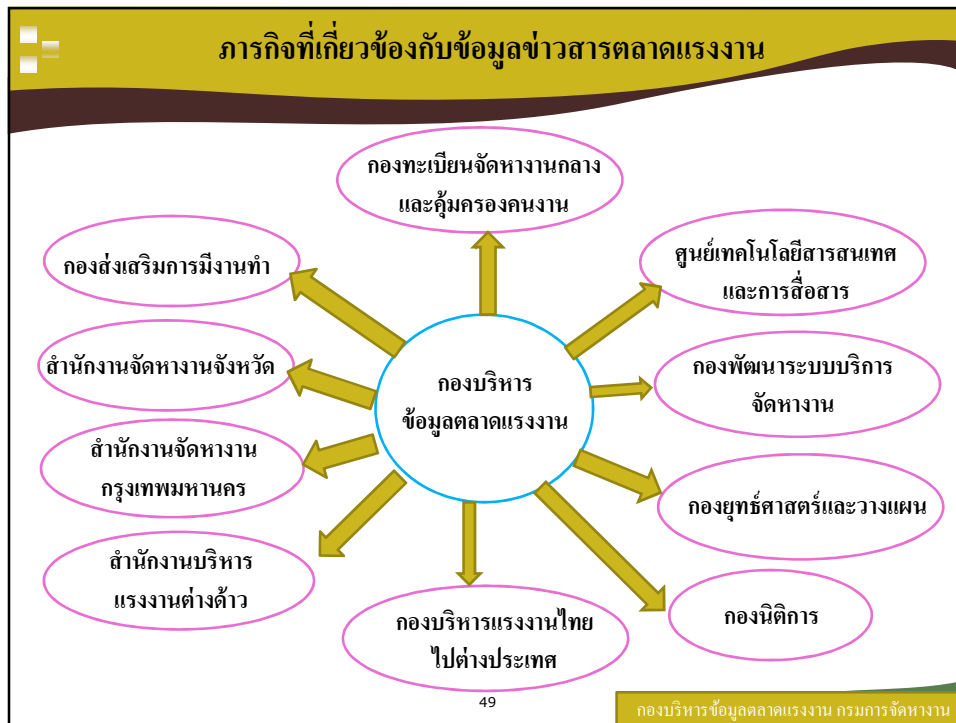 ภารกิจที่เกี่ยวข้องกับข้อมูลข่าวสารตลาดแรงงาน
กองทะเบียนจัดหางานกลาง
และคุ้มครองคนงาน
กองส่งเสริมการมีงานทำ
ศูนย์เทคโนโลยีสารสนเทศ
และการสื่อสาร
สำนักงานจัดหางานจังหวัด
กองบริหาร
ข้อมูลตลาดแรงงาน
กองพัฒนาระบบบริการ
จัดหางาน
สำนักงานจัดหางาน
กรุงเทพมหานคร
กองยุทธ์ศาสตร์และวางแผน
สำนักงานบริหาร
แรงงานต่างด้าว
กองบริหารแรงงานไทย
ไปต่างประเทศ
กองนิติการ
49
กองบริหารข้อมูลตลาดแรงงาน กรมการจัดหางาน